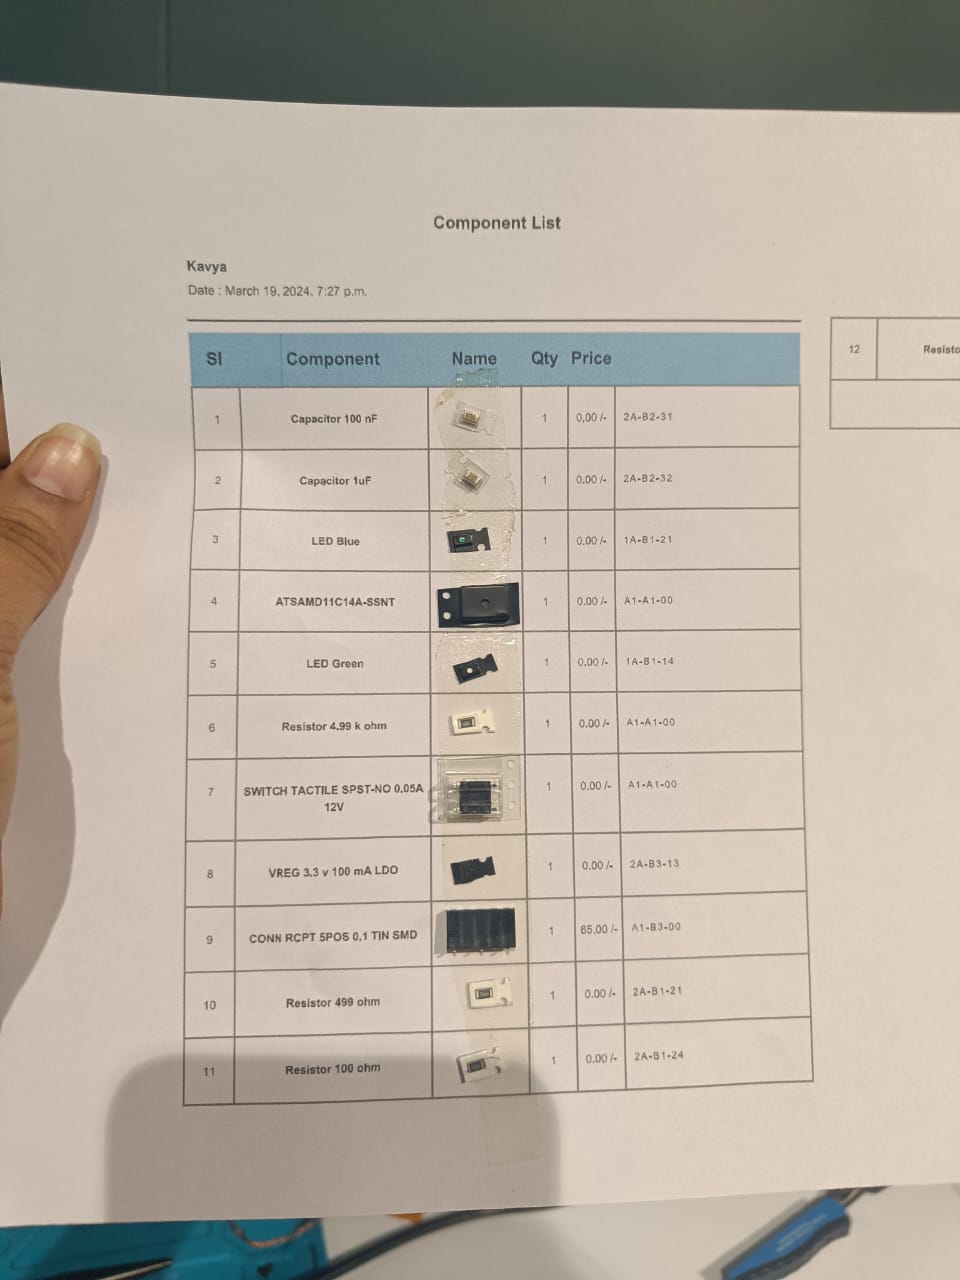 Component List
Kavya
Date : March 19, 2024, 7:27 p.m.
Sl Component Name Qty Price
1 Capacitor 100 nF 1 0.00 /- 2A-B2-31
2 Capacitor 1uF 1 0.00 /- 2A-B2-32
3 LED Blue 1 0.00 /- 1A-B1-21
4 ATSAMD11C14A-SSNT 1 0.00 /- A1-A1-00
5 LED Green 1 0.00 /- 1A-B1-14
6 Resistor 4.99 k ohm 1 0.00 /- A1-A1-00
7 SWITCH TACTILE SPST-NO 0.05A 1 0.00 /- A1-A1-00
12V
8 VREG 3.3 v 100 mA LDO 1 0.00 /- 2A-B3-13
9 CONN RCPT 5POS 0.1 TIN SMD 1 65.00 /- A1-B3-00
10 Resistor 499 ohm 1 0.00 /- 2A-B1-21
11 Resistor 100 ohm 1 0.00 /- 2A-B1-24
12 Resisto